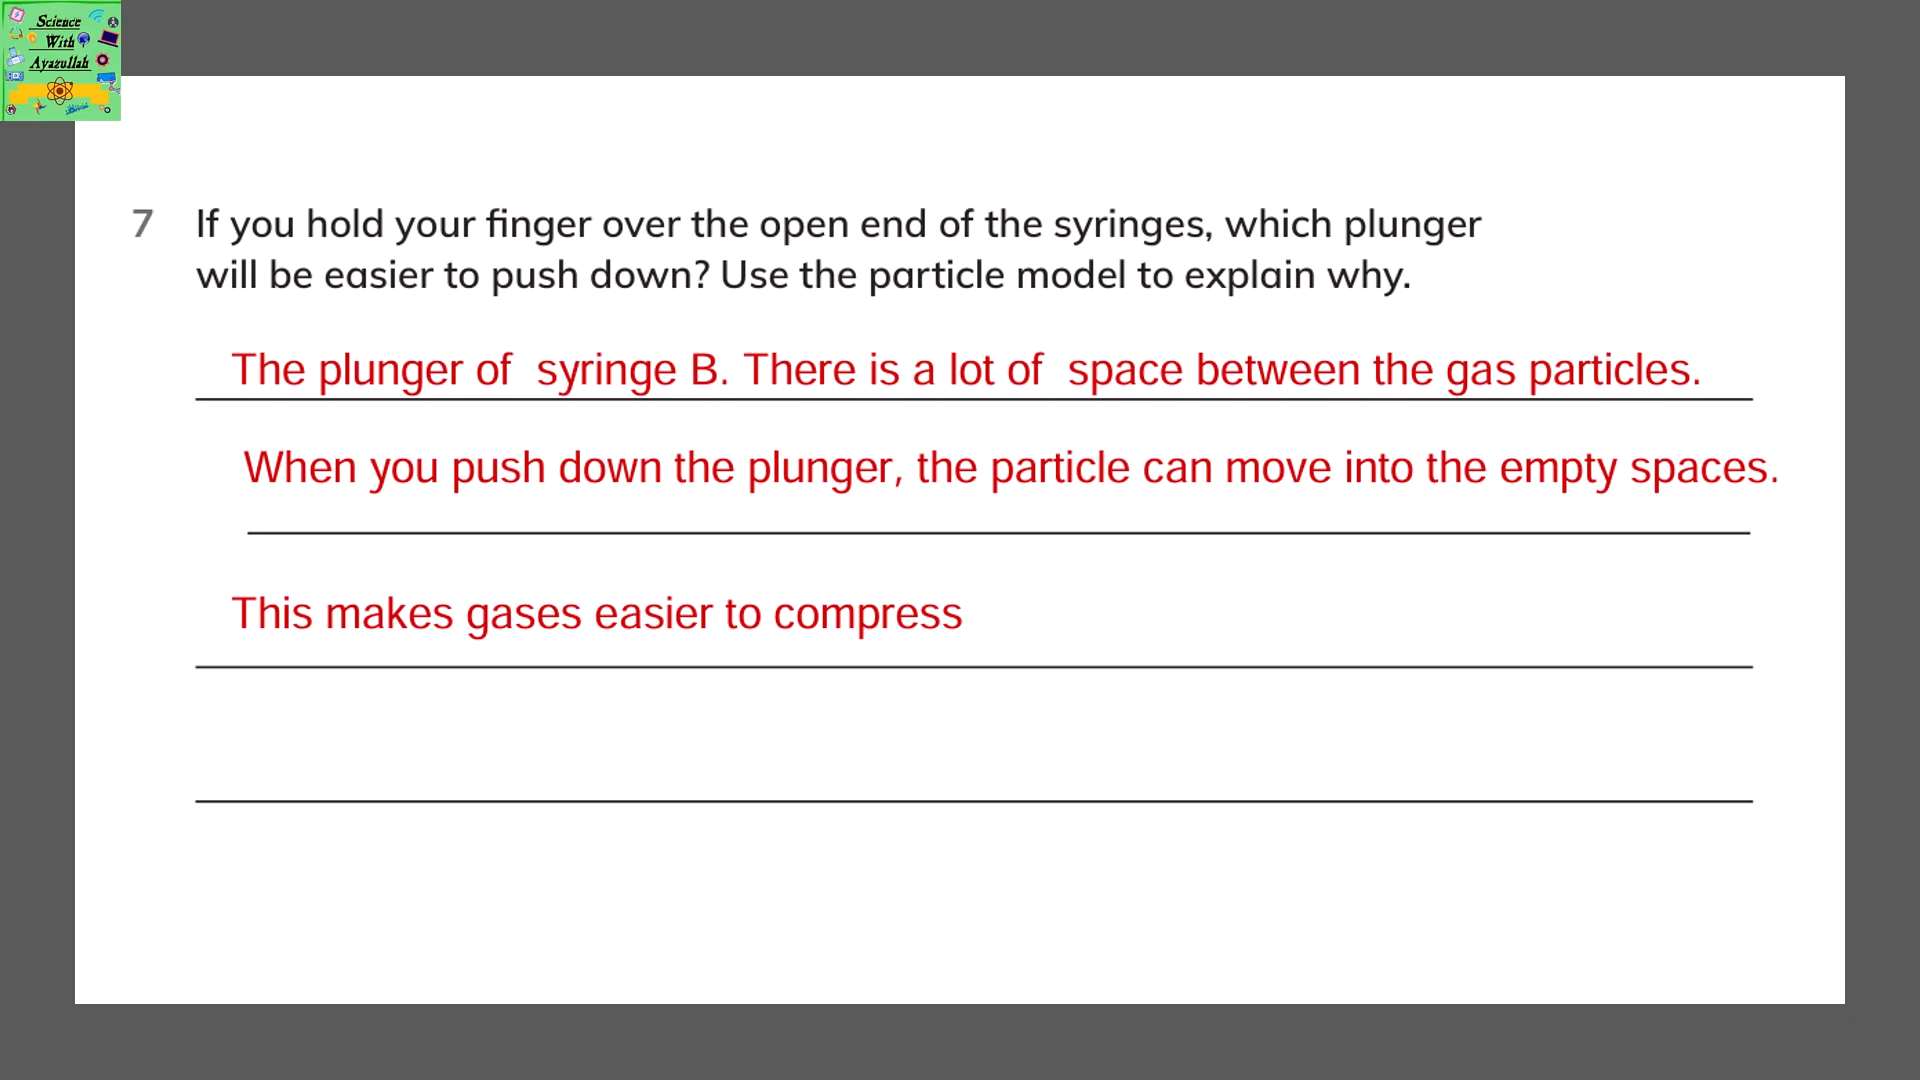 Science
With
Ayazullah
7 If you hold your finger over the open end of the syringes, which plunger
will be easier to push down? Use the particle model to explain why.
The plunger of syringe B. There is a lot of space between the gas particles.
When you push down the plunger, the particle can move into the empty spaces.
This makes gases easier to compress